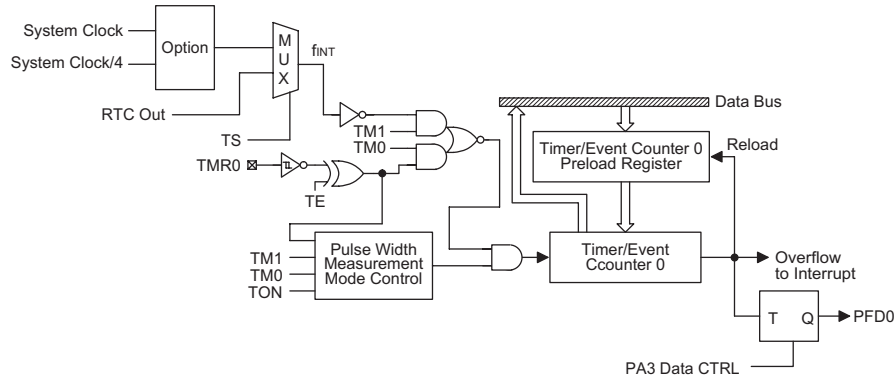 System Clock
System Clock/4
Option
M
U
X
fINT
RTC Out
TS
TM1
TM0
TMR0
TE
Data Bus
Timer/Event Counter 0
Preload Register
Reload
TM1
TM0
TON
Pulse Width
Measurement
Mode Control
Timer/Event
Ccounter 0
Overflow
to Interrupt
T
Q
PFD0
PA3 Data CTRL